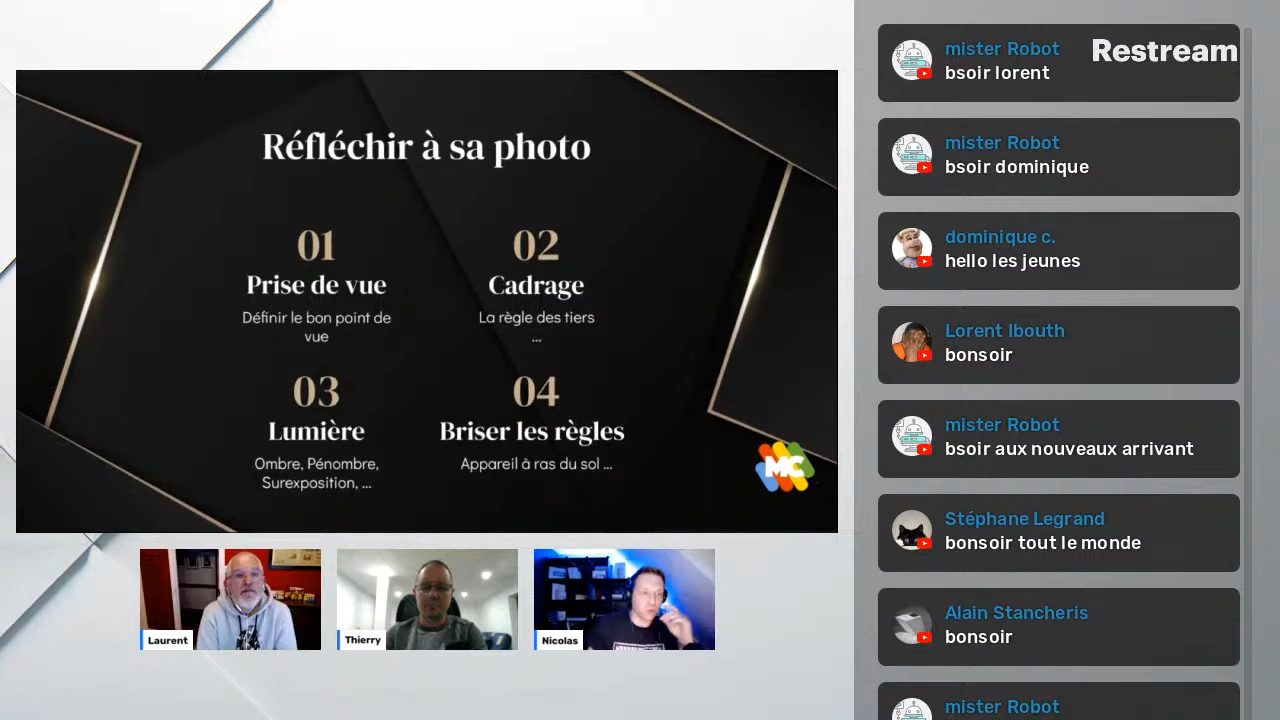 Réfléchir à sa photo
01
Prise de vue
Définir le bon point de
vue
02
Cadrage
La règle des tiers
...
03
Lumière
Ombre, Pénombre,
Surexposition, ...
04
Briser les règles
Appareil à ras du sol ...
MC
Laurent
Thierry
Nicolas
Restream
mister Robot
bsoir lorent
mister Robot
bsoir dominique
dominique c.
hello les jeunes
Lorent Ibouth
bonsoir
mister Robot
bsoir aux nouveaux arrivant
Stéphane Legrand
bonsoir tout le monde
Alain Stancheris
bonsoir
mister Robot